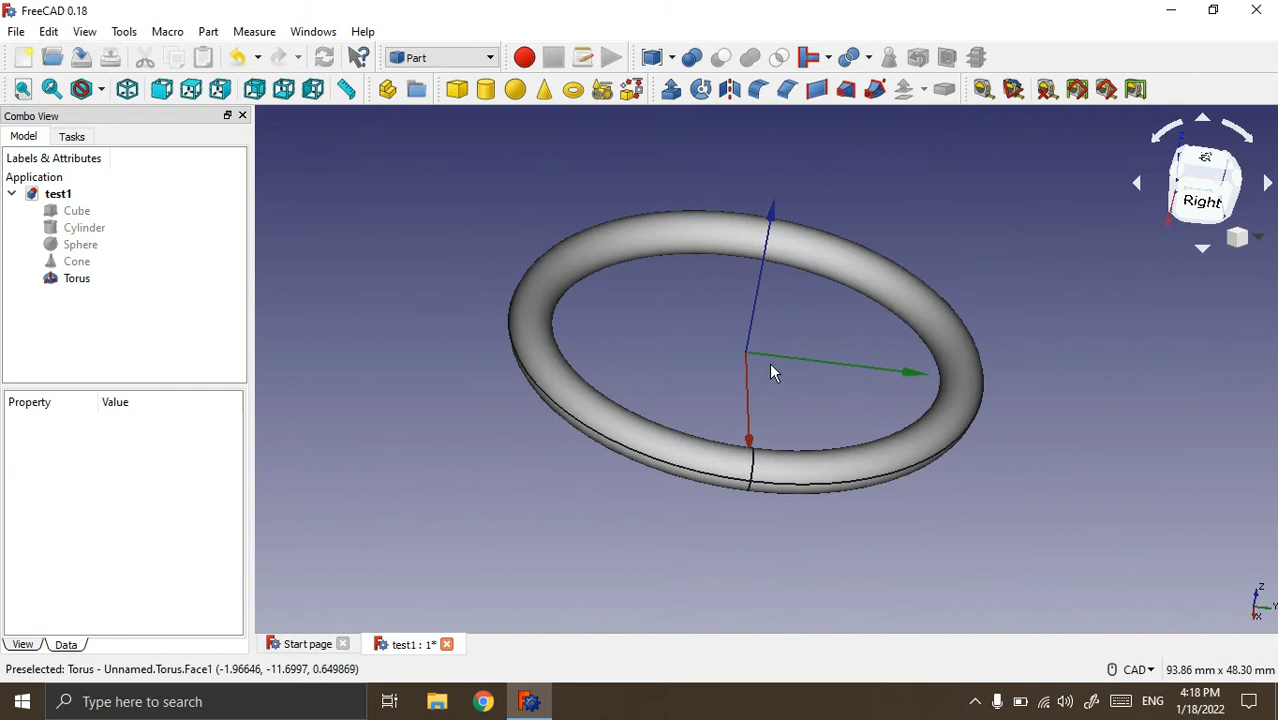 FreeCAD 0.18
File Edit View Tools Macro Part Measure Windows Help
Part
Combo View
Model Tasks
Labels & Attributes
Application
test1
Cube
Cylinder
Sphere
Cone
Torus
Property Value
View Data
Right
Z
Z
Y
X
Start page
test1 : 1*
Preselected: Torus - Unnamed.Torus.Face1 (-1.96646, -11.6997, 0.649869)
CAD
93.86 mm x 48.30 mm
Type here to search
ENG
4:18 PM
1/18/2022